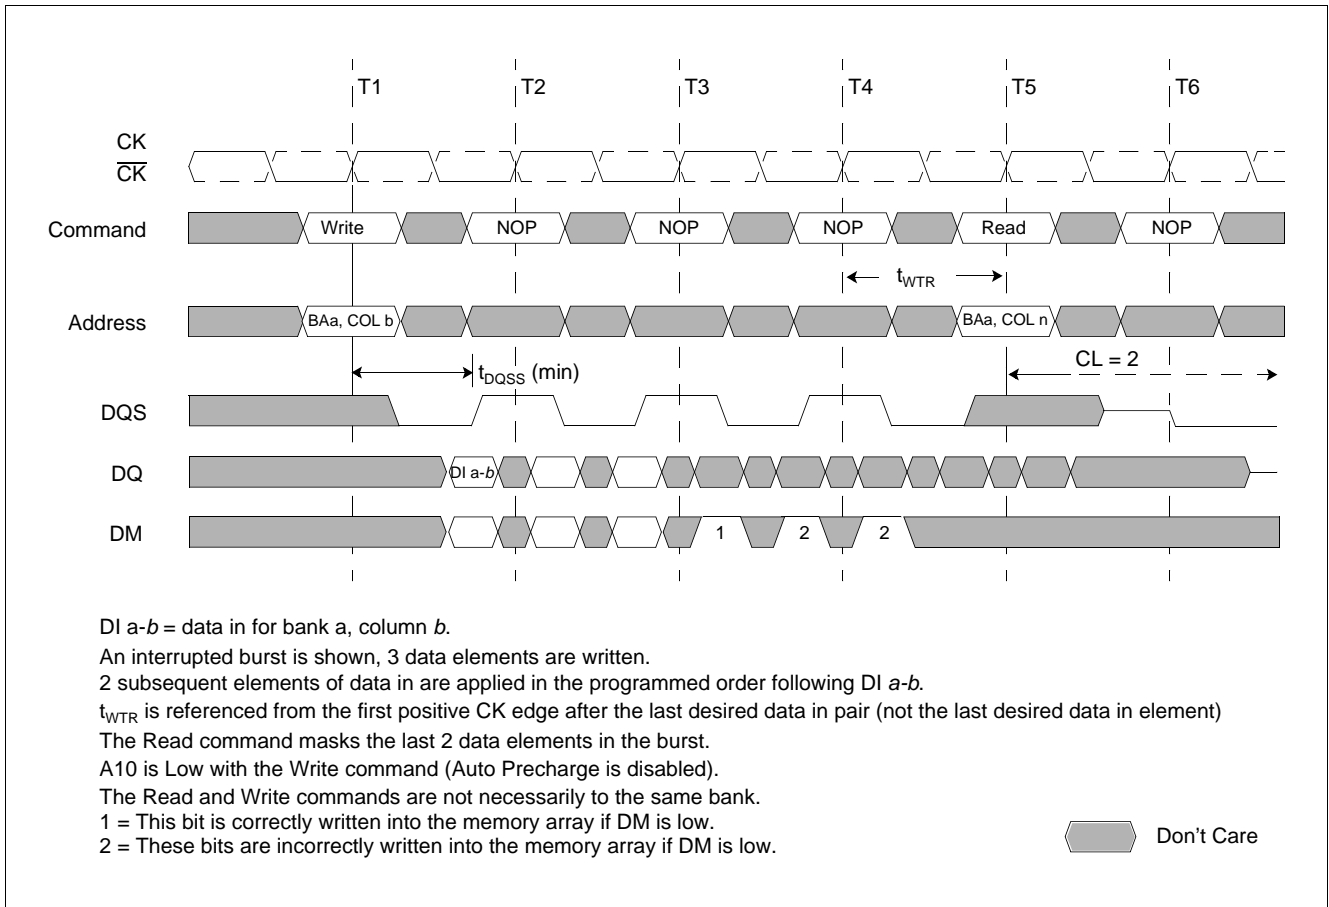 T1 T2 T3 T4 T5 T6
CK
CK
Command Write NOP NOP NOP Read NOP
tWTR
Address BAa, COL b BAa, COL n
tDQSS (min) CL = 2
DQS
DQ DI a-b
DM 1 2 2
DI a-b = data in for bank a, column b.
An interrupted burst is shown, 3 data elements are written.
2 subsequent elements of data in are applied in the programmed order following DI a-b.
tWTR is referenced from the first positive CK edge after the last desired data in pair (not the last desired data in element)
The Read command masks the last 2 data elements in the burst.
A10 is Low with the Write command (Auto Precharge is disabled).
The Read and Write commands are not necessarily to the same bank.
1 = This bit is correctly written into the memory array if DM is low.
2 = These bits are incorrectly written into the memory array if DM is low.
Don't Care